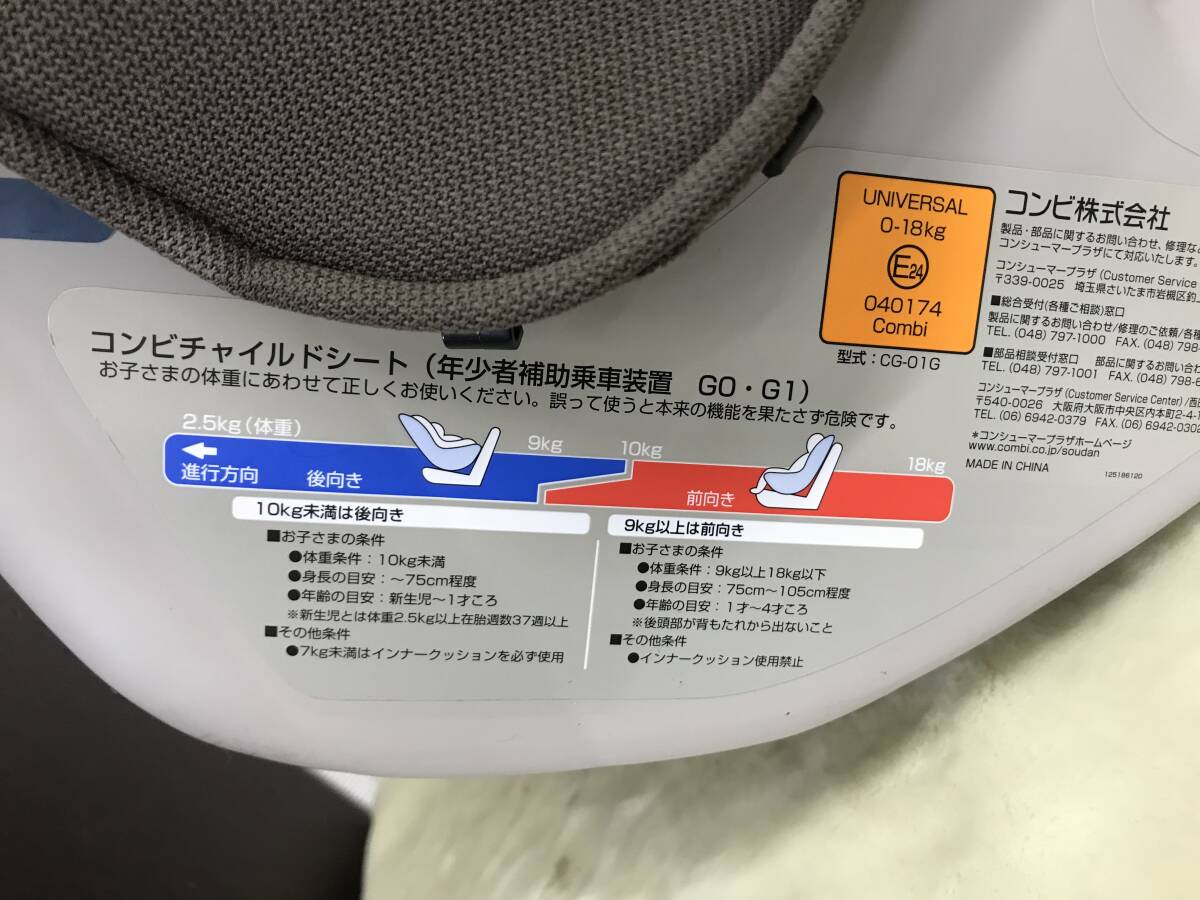 UNIVERSAL
0-18kg
E24
040174
Combi
型式：CG-01G
コンビ株式会社
製品・部品に関するお問い合わせ、修理な
コンシューマープラザにて対応いたします。
コンシューマープラザ (Customer Service
〒339-0025 埼玉県さいたま市岩槻区釣
■総合受付(各種ご相談)窓口
製品に関するお問い合わせ/修理のご依頼/各種
TEL. (048) 797-1000 FAX. (048) 798-
■部品相談受付窓口 部品に関するお問い合わ
TEL. (048) 797-1001 FAX. (048) 798-6
コンシューマープラザ (Customer Service Center) /西
〒540-0026 大阪府大阪市中央区内本町2-4-1
TEL. (06) 6942-0379 FAX. (06) 6942-0302
＊コンシューマープラザホームページ
www.combi.co.jp/soudan
MADE IN CHINA
125186120
コンビチャイルドシート（年少者補助乗車装置 G0・G1）
お子さまの体重にあわせて正しくお使いください。誤って使うと本来の機能を果たさず危険です。
2.5kg（体重）
9kg
10kg
18kg
進行方向
後向き
前向き
10kg未満は後向き
■お子さまの条件
●体重条件：10kg未満
●身長の目安：～75cm程度
●年齢の目安：新生児～1才ころ
※新生児とは体重2.5kg以上在胎週数37週以上
■その他条件
●7kg未満はインナークッションを必ず使用
9kg以上は前向き
■お子さまの条件
●体重条件：9kg以上18kg以下
●身長の目安：75cm～105cm程度
●年齢の目安：1才～4才ころ
※後頭部が背もたれから出ないこと
■その他条件
●インナークッション使用禁止